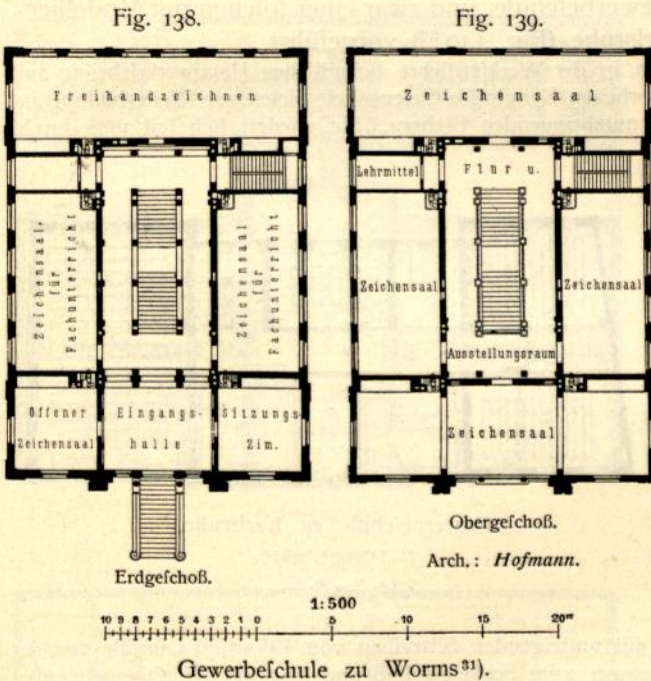 Fig. 138.
Freihandzeichnen
Zeichensaal
für
Fachunterricht
Zeichensaal
für
Fachunterricht
Offener
Zeichensaal
Eingangs-
halle
Sitzungs-
Zim.
Erdgeſchoß.
Fig. 139.
Zeichensaal
Lehrmittel
Flur u.
Zeichensaal
Zeichensaal
Ausstellungsraum
Zeichensaal
Obergeſchoß.
Arch.: Hofmann.
1:500
10 9 8 7 6 5 4 3 2 1 0 5 10 15 20m
Gewerbeſchule zu Worms³¹).